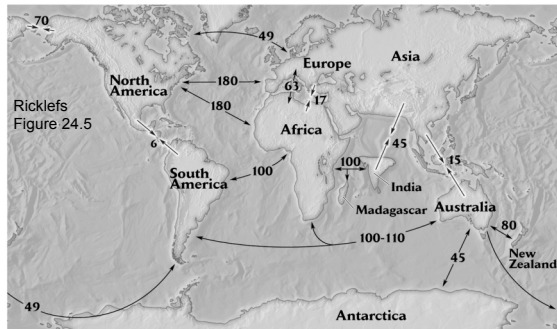 70
49
Europe
Asia
North
America
180
63
17
180
Ricklefs
Figure 24.5
Africa
6
45
100
100
15
South
America
India
Madagascar
Australia
80
100-110
New
Zealand
45
49
Antarctica